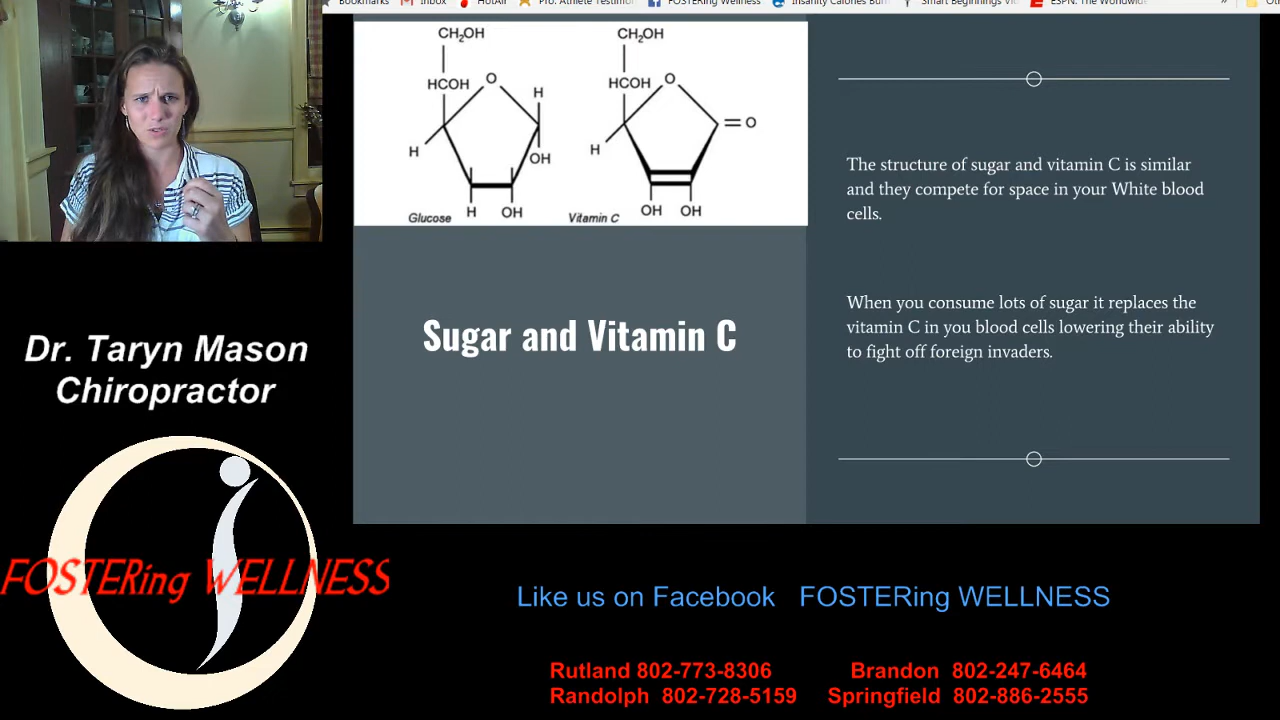 Bookmarks Inbox HotAir Pro. Athlete Testimon FOSTERing Wellness Insanity Calories Bur Smart Beginnings Vi ESPN: The Worldwide »
CH2OH CH2OH
HCOH O H HCOH O
=O
H OH H
H OH OH OH
Glucose Vitamin C
Sugar and Vitamin C
The structure of sugar and vitamin C is similar
and they compete for space in your White blood
cells.
When you consume lots of sugar it replaces the
vitamin C in you blood cells lowering their ability
to fight off foreign invaders.
Dr. Taryn Mason
Chiropractor
FOSTERing WELLNESS
Like us on Facebook FOSTERing WELLNESS
Rutland 802-773-8306 Brandon 802-247-6464
Randolph 802-728-5159 Springfield 802-886-2555